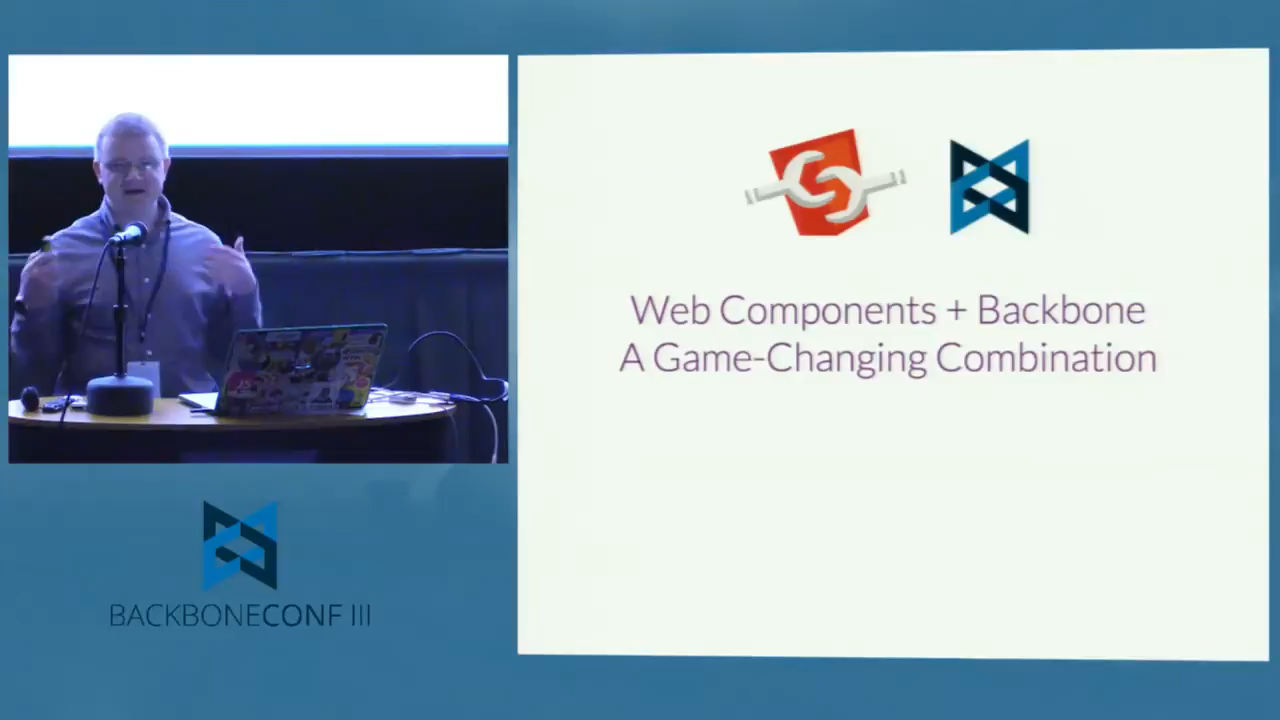 Web Components + Backbone
A Game-Changing Combination
BACKBONECONF III